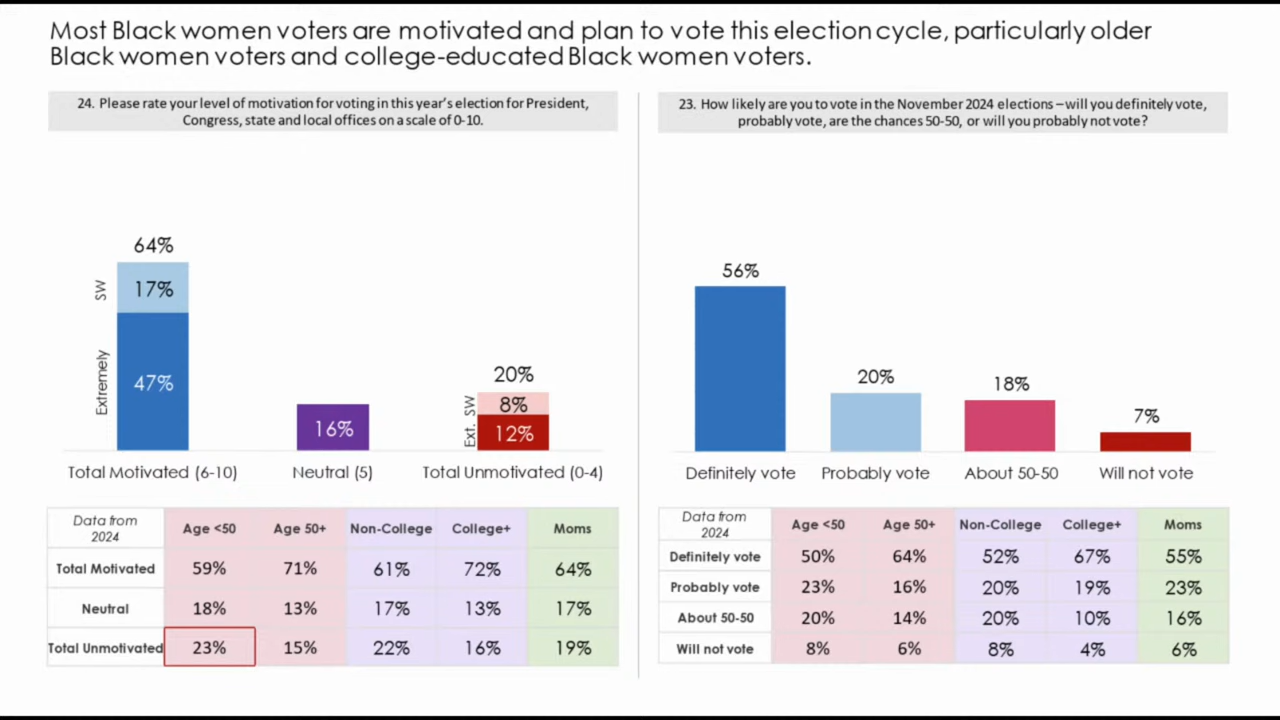 Most Black women voters are motivated and plan to vote this election cycle, particularly older
Black women voters and college-educated Black women voters.
24. Please rate your level of motivation for voting in this year's election for President,
Congress, state and local offices on a scale of 0-10.
64%
SW
17%
Extremely
47%
16%
20%
Ext. SW
8%
12%
Total Motivated (6-10)
Neutral (5)
Total Unmotivated (0-4)
Data from
2024
Age <50
Age 50+
Non-College
College+
Moms
Total Motivated
59%
71%
61%
72%
64%
Neutral
18%
13%
17%
13%
17%
Total Unmotivated
23%
15%
22%
16%
19%
23. How likely are you to vote in the November 2024 elections – will you definitely vote,
probably vote, are the chances 50-50, or will you probably not vote?
56%
20%
18%
7%
Definitely vote
Probably vote
About 50-50
Will not vote
Data from
2024
Age <50
Age 50+
Non-College
College+
Moms
Definitely vote
50%
64%
52%
67%
55%
Probably vote
23%
16%
20%
19%
23%
About 50-50
20%
14%
20%
10%
16%
Will not vote
8%
6%
8%
4%
6%